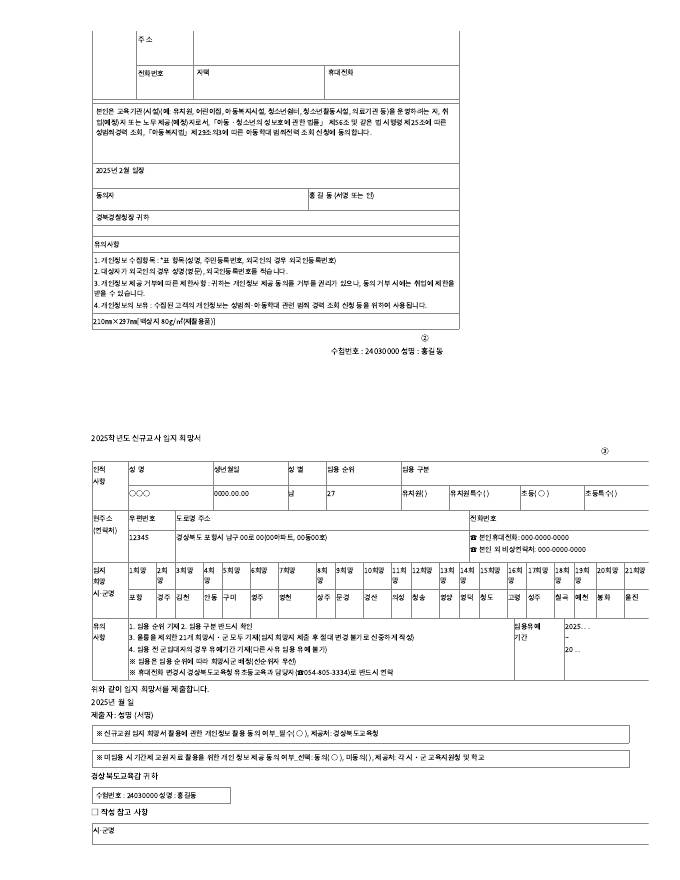 주 소
전화번호 자택 휴대전화
본인은 교육기관(시설)(예: 유치원, 어린이집, 아동복지시설, 청소년쉼터, 청소년활동시설, 의료기관 등)을 운영하려는 자, 취
업(예정)자 또는 노무 제공(예정)자로서, 「아동ㆍ청소년의 성보호에 관한 법률」 제56조 및 같은 법 시행령 제25조에 따른
성범죄경력 조회, 「아동복지법」 제29조의3에 따른 아동학대 범죄전력 조회 신청에 동의합니다.
2025년 2월 일장
동의자 홍 길 동 (서명 또는 인)
경북경찰청장 귀하
유의사항
1. 개인정보 수집항목 : *표 항목(성명, 주민등록번호, 외국인의 경우 외국인등록번호)
2. 대상자가 외국인의 경우 성명(영문), 외국인등록번호를 적습니다.
3. 개인정보 제공 거부에 따른 제한사항 : 귀하는 개인정보 제공 동의를 거부를 권리가 있으나, 동의 거부 시에는 취업에 제한을
받을 수 있습니다.
4. 개인정보의 보유 : 수집된 고객의 개인정보는 성범죄·아동학대 관련 범죄 경력 조회 신청 등을 위하여 사용됩니다.
210㎜×297㎜[백상지 80g/㎡(재활용품)]
②
수험번호 : 24030000 성명 : 홍길동
2025학년도 신규교사 임지 희망서
③
인적
사항
성 명 생년월일 성 별 임용 순위 임용 구분
○○○ 0000.00.00 남 27 유치원( ) 유치원특수( ) 초등( ○ ) 초등특수( )
현주소
(연락처)
우편번호 도로명 주소 전화번호
12345 경상북도 포항시 남구 00로 00(00아파트, 00동00호) ☎ 본인휴대전화: 000-0000-0000
☎ 본인 외 비상연락처: 000-0000-0000
임지
희망
시·군명
1희망 2희망 3희망 4희망 5희망 6희망 7희망 8희망 9희망 10희망 11희망 12희망 13희망 14희망 15희망 16희망 17희망 18희망 19희망 20희망 21희망
포항 경주 김천 안동 구미 영주 영천 상주 문경 경산 의성 청송 영양 영덕 청도 고령 성주 칠곡 예천 봉화 울진
유의
사항
1. 임용 순위 기재 2. 임용 구분 반드시 확인
3. 울릉을 제외한 21개 희망시ㆍ군 모두 기재(임지 희망지 제출 후 절대 변경 불가로 신중하게 작성)
4. 임용 전 군입대자의 경우 유예기간 기재(다른 사유 임용 유예 불가)
※ 임용은 임용 순위에 따라 희망시군 배정(선순위자 우선)
※ 휴대전화 변경시 경상북도교육청 유초등교육과 담당자(☎054-805-3334)로 반드시 연락
임용유예
기간
2025. . .
~
20 . . .
위와 같이 임지 희망서를 제출합니다.
2025년 월 일
제출자 : 성명 (서명)
※ 신규교원 임지 희망서 활용에 관한 개인정보 활용 동의 여부_필수( ○ ), 제공처: 경상북도교육청
※ 미임용 시 기간제 교원 자료 활용을 위한 개인 정보 제공 동의 여부_선택: 동의( ○ ), 미동의( ), 제공처: 각 시ㆍ군 교육지원청 및 학교
경상북도교육감 귀하
수험번호 : 24030000 성명 : 홍길동
□ 작성 참고 사항
시·군명